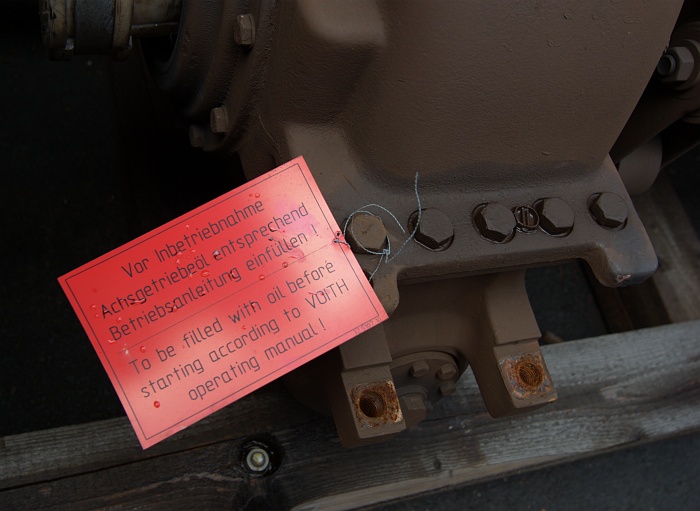 Vor Inbetriebnahme
Achsgetriebeöl entsprechend
Betriebsanleitung einfüllen !
To be filled with oil before
starting according to VOITH
operating manual !